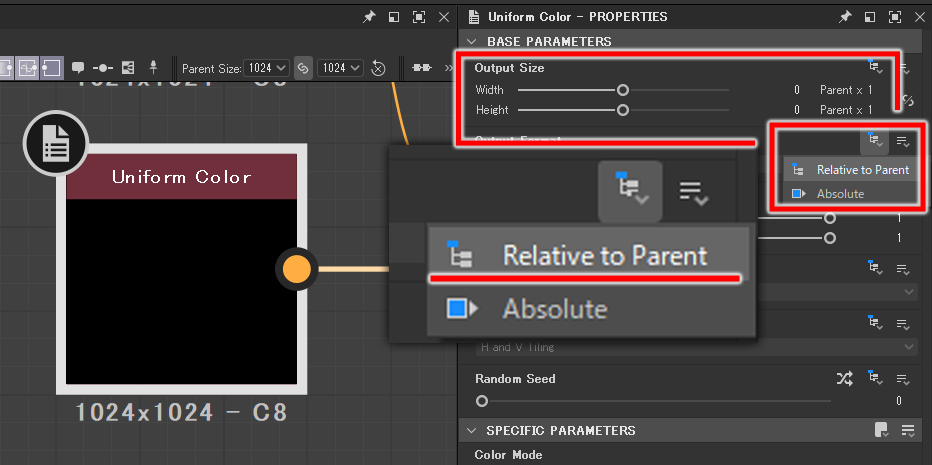 Uniform Color - PROPERTIES
BASE PARAMETERS
Parent Size: 1024 1024
Output Size
Width 0 Parent x 1
Height 0 Parent x 1
1024x1024 - C8
Output Format
Relative to Parent
Absolute
Uniform Color
Relative to Parent
Absolute
1
1
H and V Tiling
Random Seed
0
1024x1024 - C8
SPECIFIC PARAMETERS
Color Mode